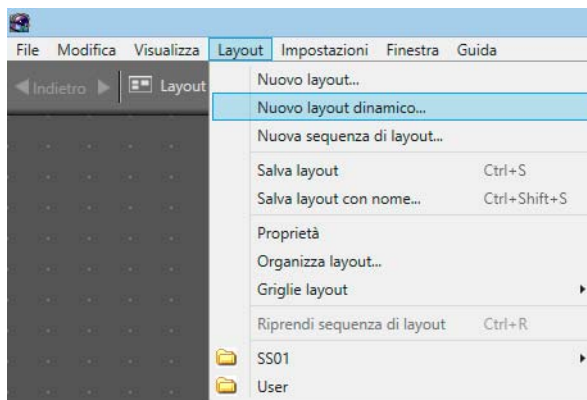 File Modifica Visualizza Layout Impostazioni Finestra Guida
Indietro Layout
Nuovo layout...
Nuovo layout dinamico...
Nuova sequenza di layout...
Salva layout Ctrl+S
Salva layout con nome... Ctrl+Shift+S
Proprietà
Organizza layout...
Griglie layout
Riprendi sequenza di layout Ctrl+R
SS01
User